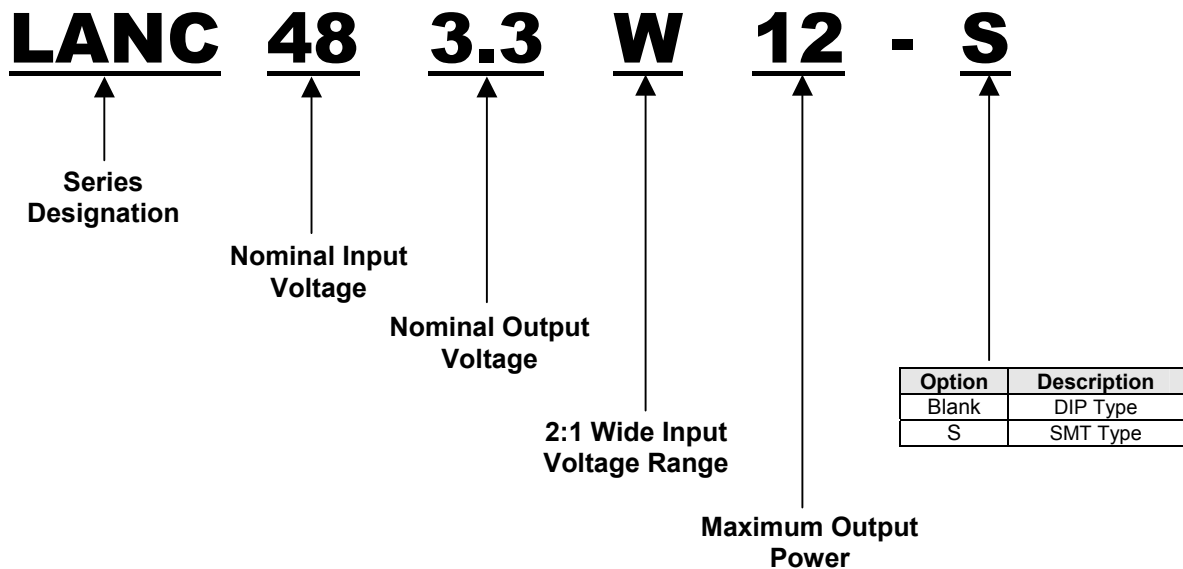 LANC 48 3.3 W 12 - S
Series
Designation
Nominal Input
Voltage
Nominal Output
Voltage
2:1 Wide Input
Voltage Range
Maximum Output
Power
Option Description
Blank DIP Type
S SMT Type